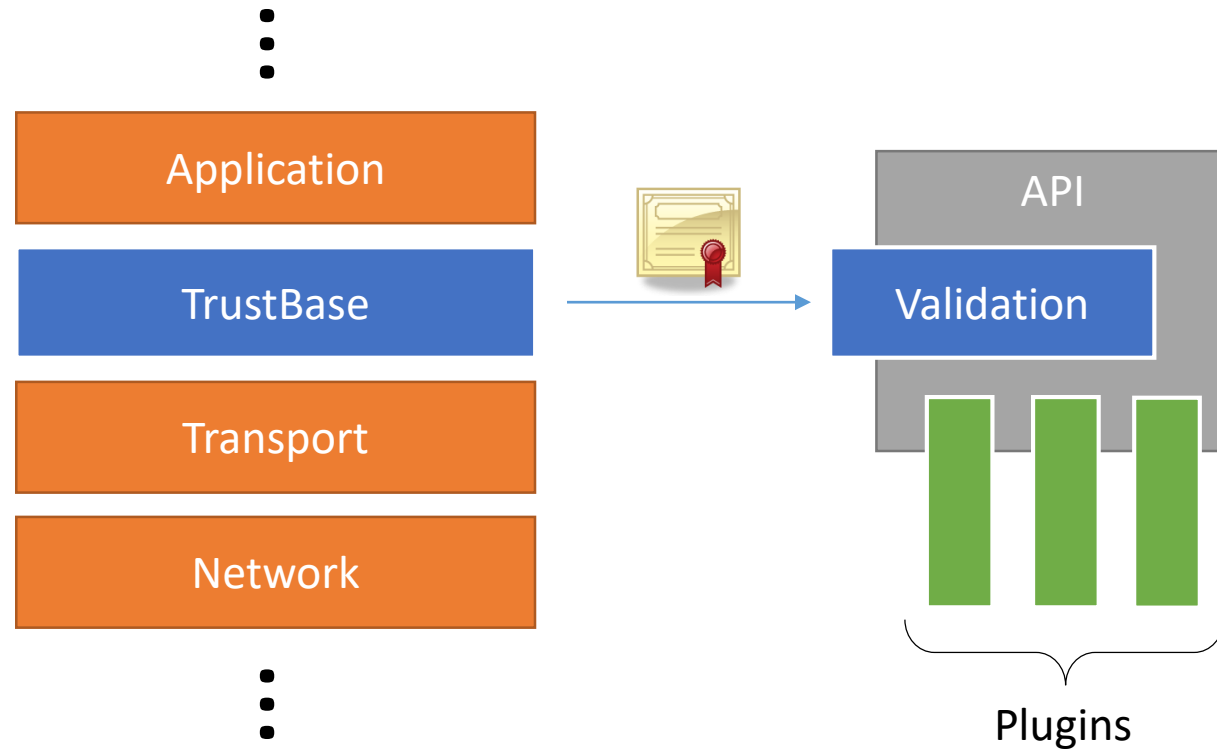 Application
TrustBase
Transport
Network
API
Validation
Plugins